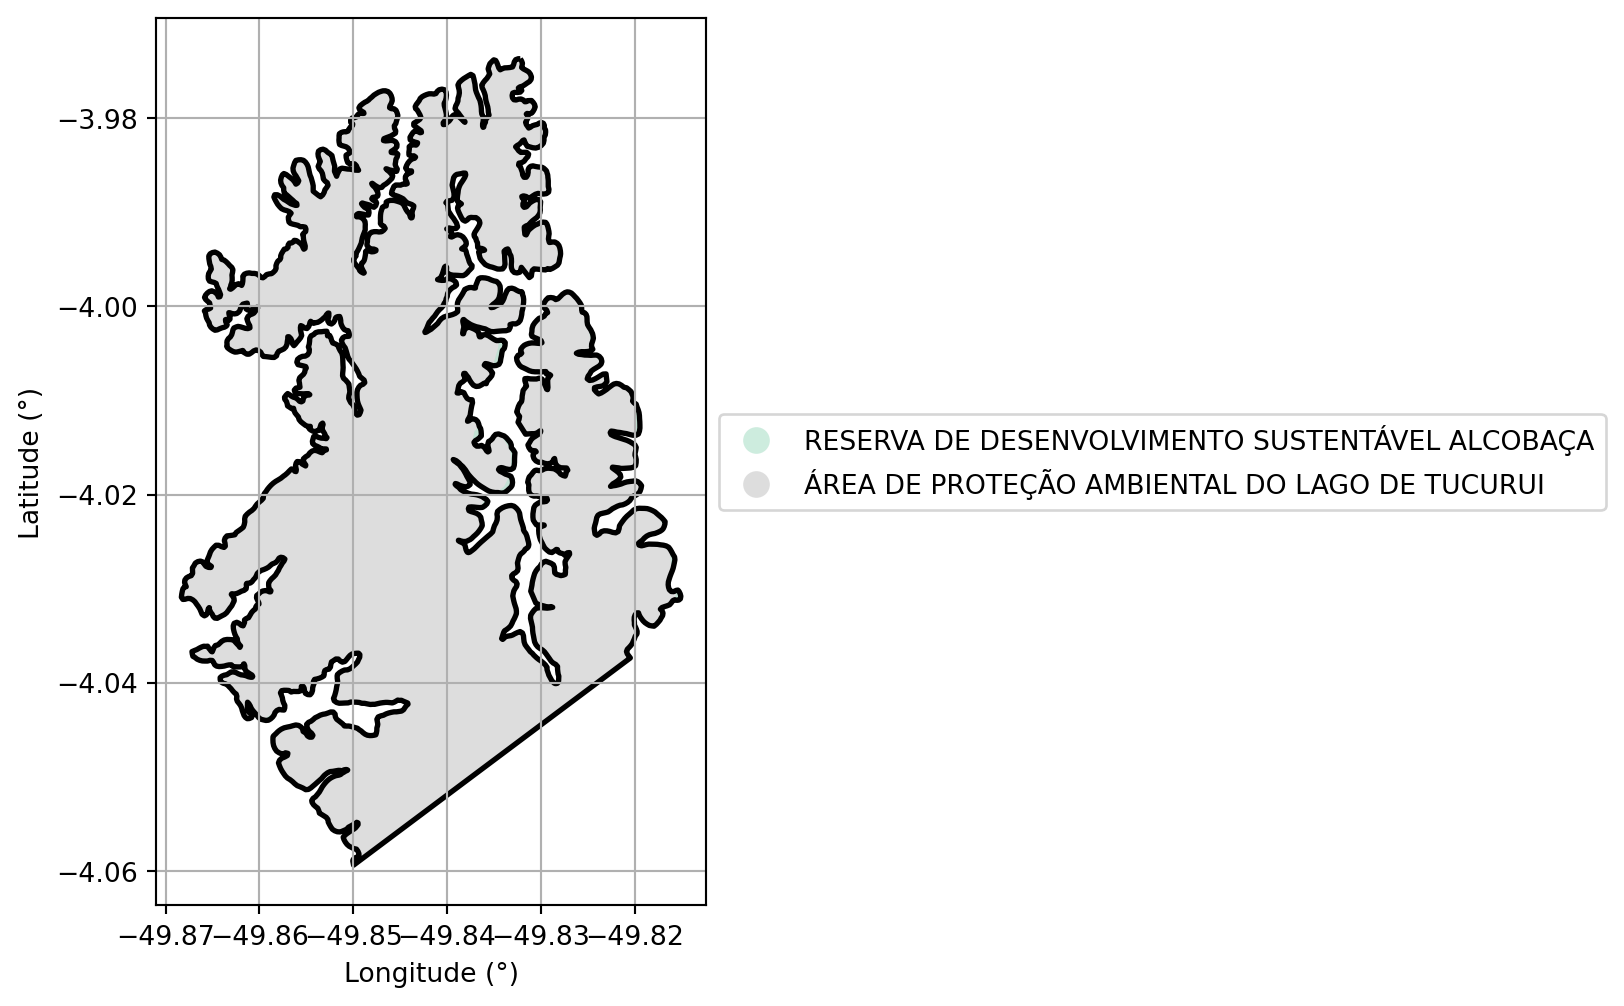 −3.98
−4.00
−4.02
−4.04
−4.06
Latitude (°)
−49.87 −49.86 −49.85 −49.84 −49.83 −49.82
Longitude (°)
RESERVA DE DESENVOLVIMENTO SUSTENTÁVEL ALCOBAÇA
ÁREA DE PROTEÇÃO AMBIENTAL DO LAGO DE TUCURUI